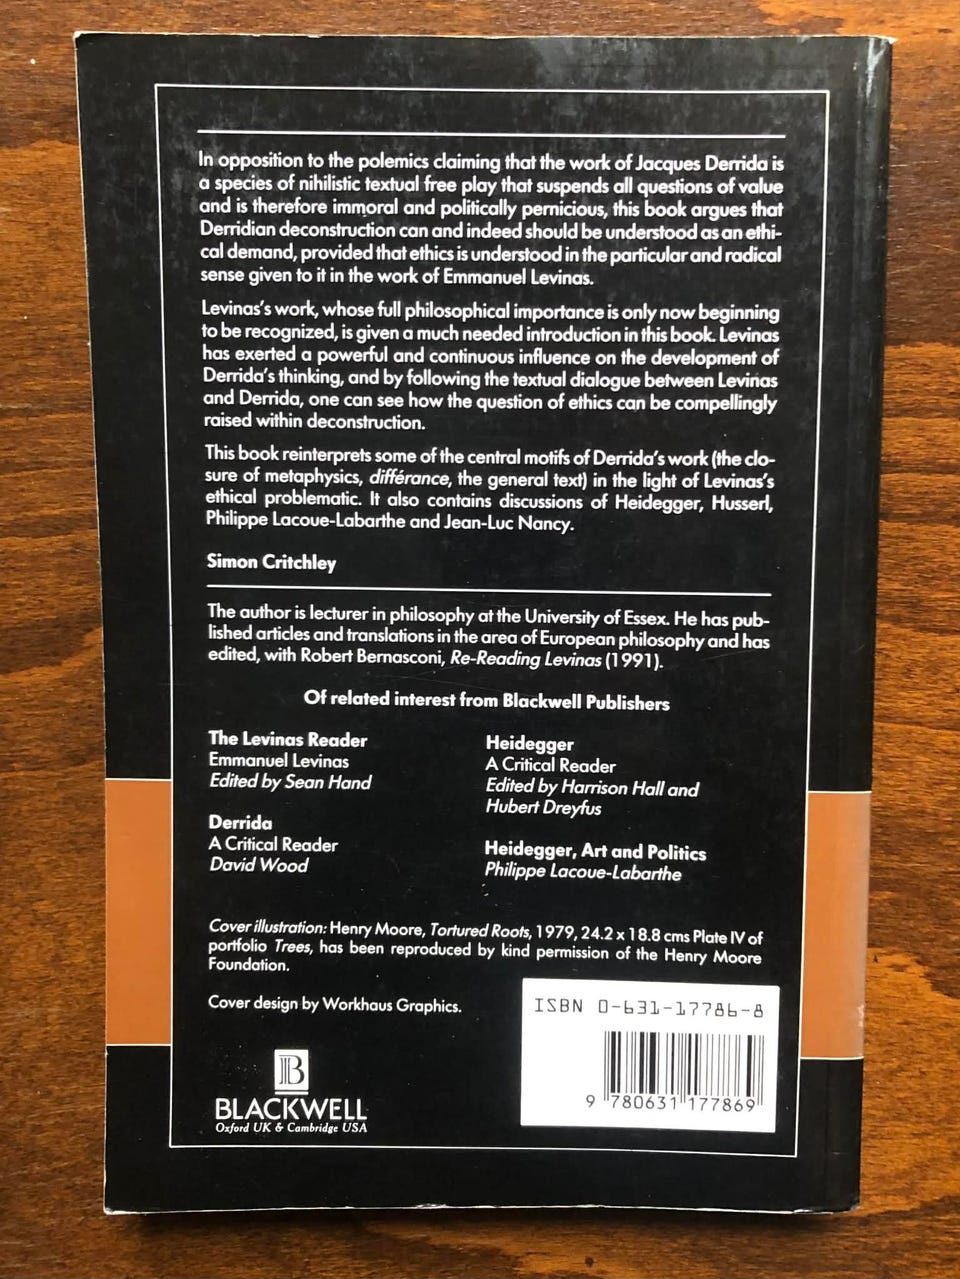 In opposition to the polemics claiming that the work of Jacques Derrida is
a species of nihilistic textual free play that suspends all questions of value
and is therefore immoral and politically pernicious, this book argues that
Derridian deconstruction can and indeed should be understood as an ethi-
cal demand, provided that ethics is understood in the particular and radical
sense given to it in the work of Emmanuel Levinas.
Levinas's work, whose full philosophical importance is only now beginning
to be recognized, is given a much needed introduction in this book. Levinas
has exerted a powerful and continuous influence on the development of
Derrida's thinking, and by following the textual dialogue between Levinas
and Derrida, one can see how the question of ethics can be compellingly
raised within deconstruction.
This book reinterprets some of the central motifs of Derrida's work (the clo-
sure of metaphysics, différance, the general text) in the light of Levinas's
ethical problematic. It also contains discussions of Heidegger, Husserl,
Philippe Lacoue-Labarthe and Jean-Luc Nancy.
Simon Critchley
The author is lecturer in philosophy at the University of Essex. He has pub-
lished articles and translations in the area of European philosophy and has
edited, with Robert Bernasconi, Re-Reading Levinas (1991).
Of related interest from Blackwell Publishers
The Levinas Reader
Emmanuel Levinas
Edited by Sean Hand
Derrida
A Critical Reader
David Wood
Heidegger
A Critical Reader
Edited by Harrison Hall and
Hubert Dreyfus
Heidegger, Art and Politics
Philippe Lacoue-Labarthe
Cover illustration: Henry Moore, Tortured Roots, 1979, 24.2 x 18.8 cms Plate IV of
portfolio Trees, has been reproduced by kind permission of the Henry Moore
Foundation.
Cover design by Workhaus Graphics.
B
BLACKWELL
Oxford UK & Cambridge USA
ISBN 0-631-17786-8
9 780631 177869